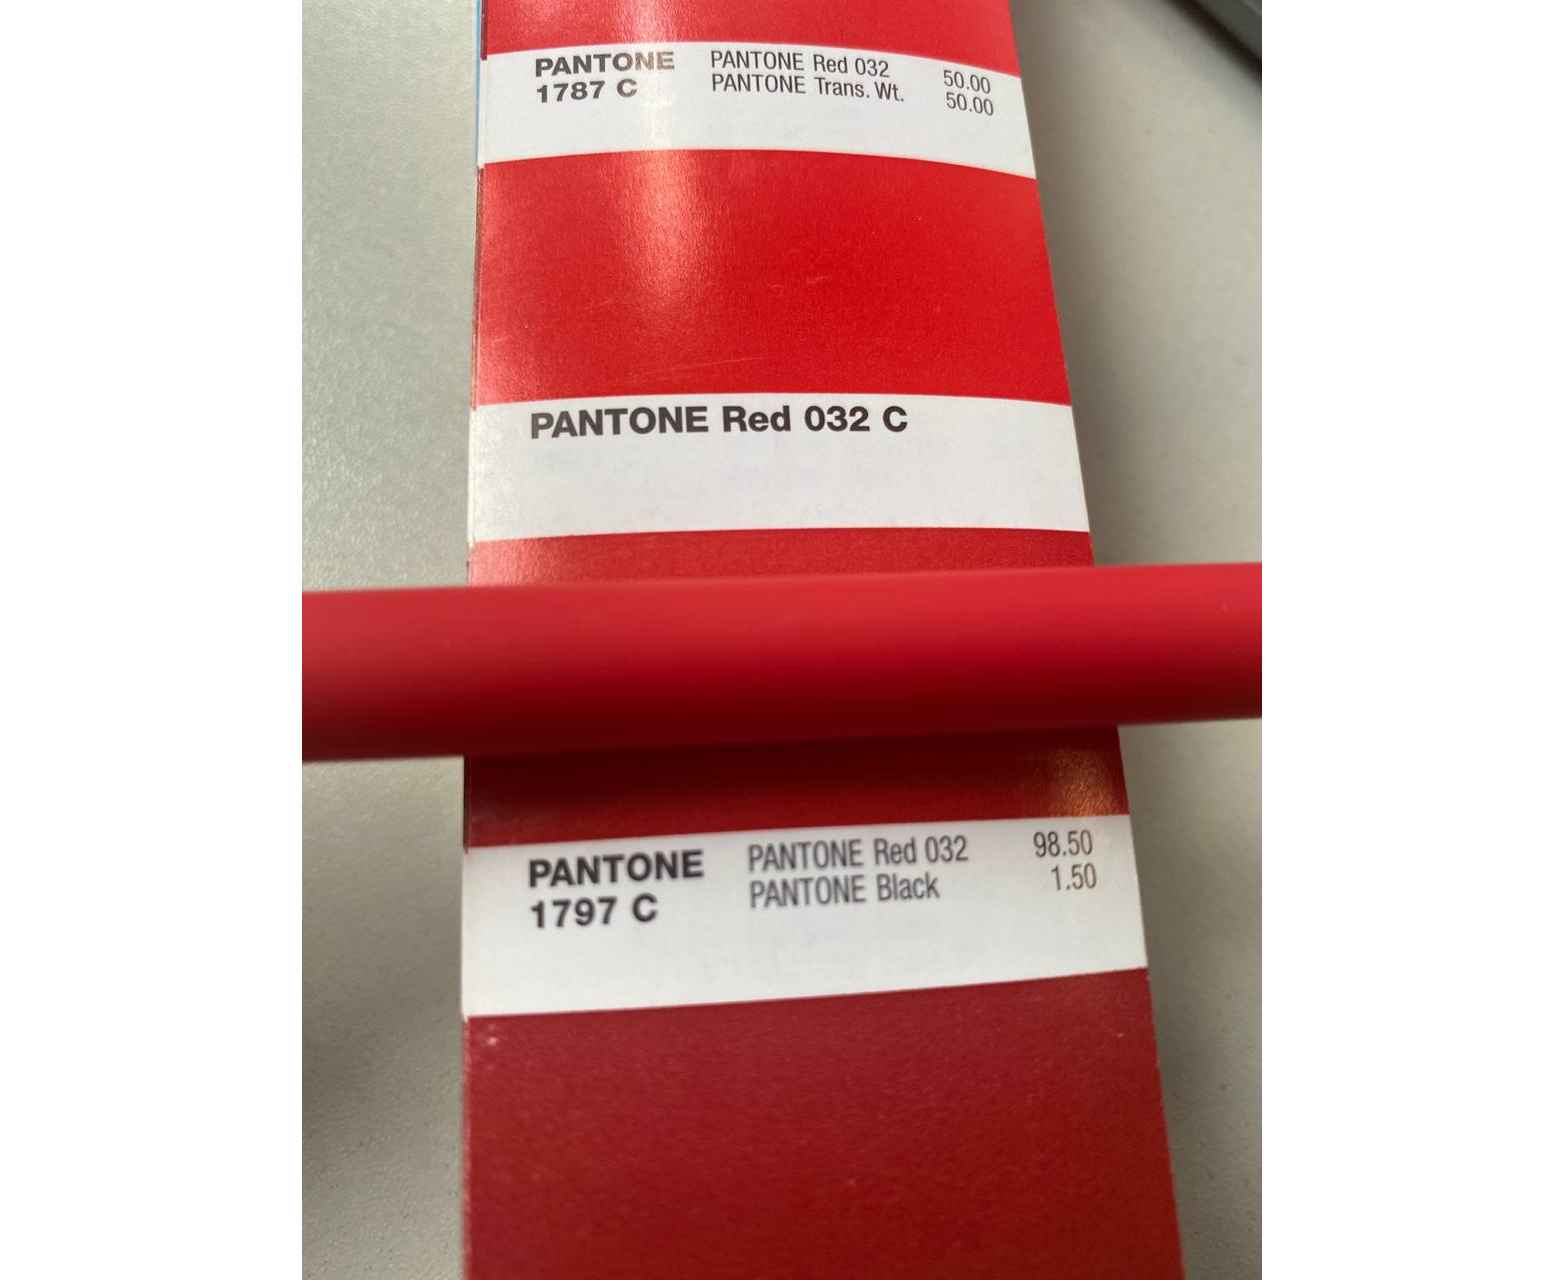 PANTONE PANTONE Red 032 50.00
1787 C PANTONE Trans. Wt. 50.00
PANTONE Red 032 C
PANTONE PANTONE Red 032 98.50
1797 C PANTONE Black 1.50